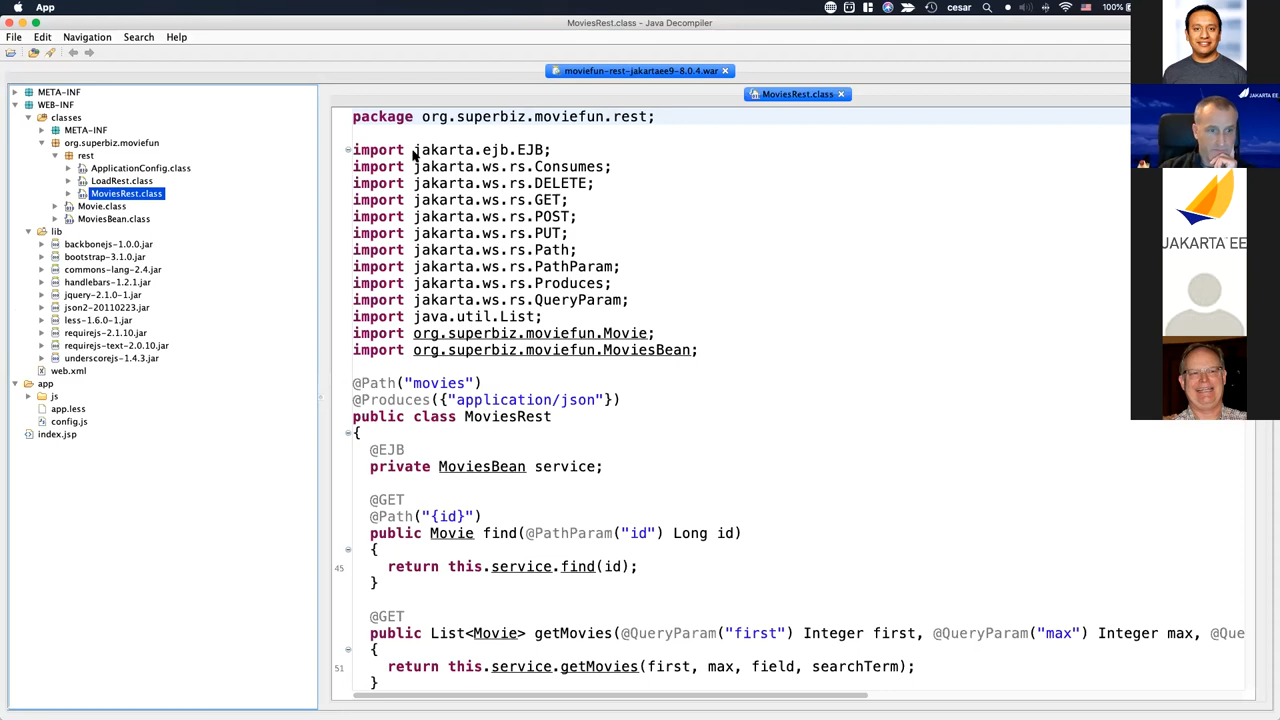 App
cesar
100%
MoviesRest.class - Java Decompiler
File Edit Navigation Search Help
moviefun-rest-jakartaee9-8.0.4.war
META-INF
WEB-INF
classes
META-INF
org.superbiz.moviefun
rest
ApplicationConfig.class
LoadRest.class
MoviesRest.class
Movie.class
MoviesBean.class
lib
backbonejs-1.0.0.jar
bootstrap-3.1.0.jar
commons-lang-2.4.jar
handlebars-1.2.1.jar
jquery-2.1.0-1.jar
json2-20110223.jar
less-1.6.0-1.jar
requirejs-2.1.10.jar
requirejs-text-2.0.10.jar
underscorejs-1.4.3.jar
web.xml
app
js
app.less
config.js
index.jsp
MoviesRest.class
package org.superbiz.moviefun.rest;
import jakarta.ejb.EJB;
import jakarta.ws.rs.Consumes;
import jakarta.ws.rs.DELETE;
import jakarta.ws.rs.GET;
import jakarta.ws.rs.POST;
import jakarta.ws.rs.PUT;
import jakarta.ws.rs.Path;
import jakarta.ws.rs.PathParam;
import jakarta.ws.rs.Produces;
import jakarta.ws.rs.QueryParam;
import java.util.List;
import org.superbiz.moviefun.Movie;
import org.superbiz.moviefun.MoviesBean;
@Path("movies")
@Produces({"application/json"})
public class MoviesRest
{
@EJB
private MoviesBean service;
@GET
@Path("{id}")
public Movie find(@PathParam("id") Long id)
{
45 return this.service.find(id);
}
@GET
public List<Movie> getMovies(@QueryParam("first") Integer first, @QueryParam("max") Integer max, @Que
{
51 return this.service.getMovies(first, max, field, searchTerm);
}
JAKARTA EE
JAKARTA EE